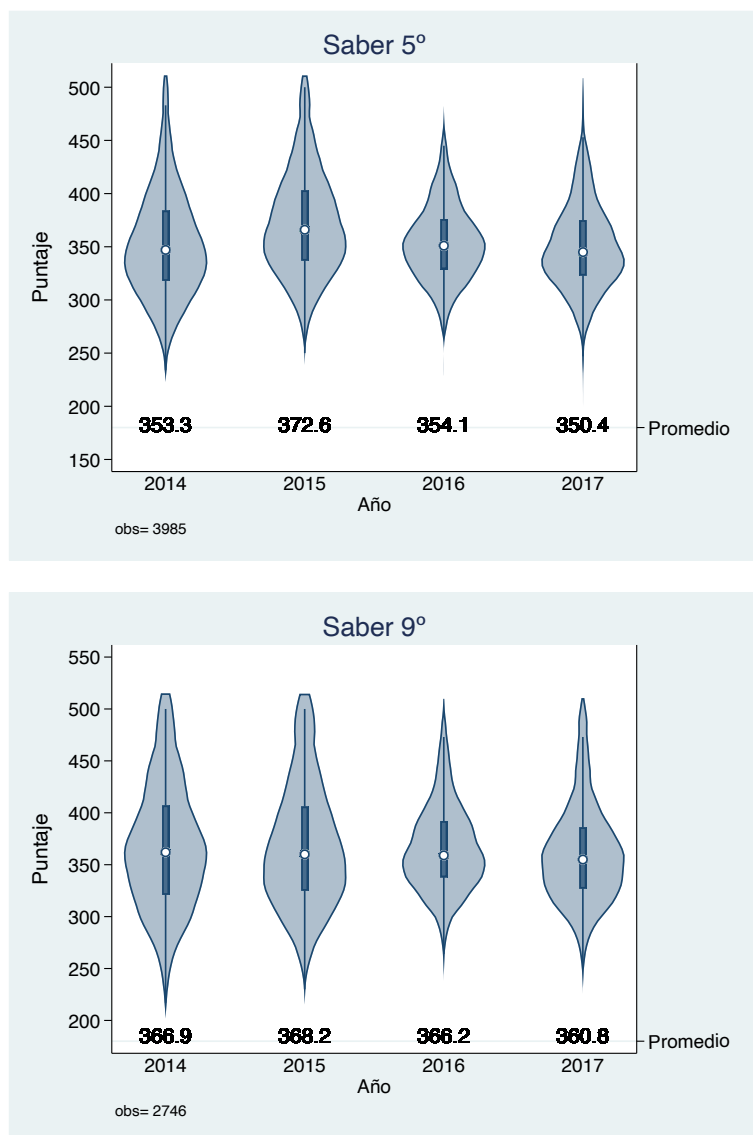 Saber 5º
Puntaje
500
450
400
350
300
250
200
150
353.3 372.6 354.1 350.4 Promedio
2014 2015 2016 2017
Año
obs= 3985
Saber 9º
Puntaje
550
500
450
400
350
300
250
200
366.9 368.2 366.2 360.8 Promedio
2014 2015 2016 2017
Año
obs= 2746